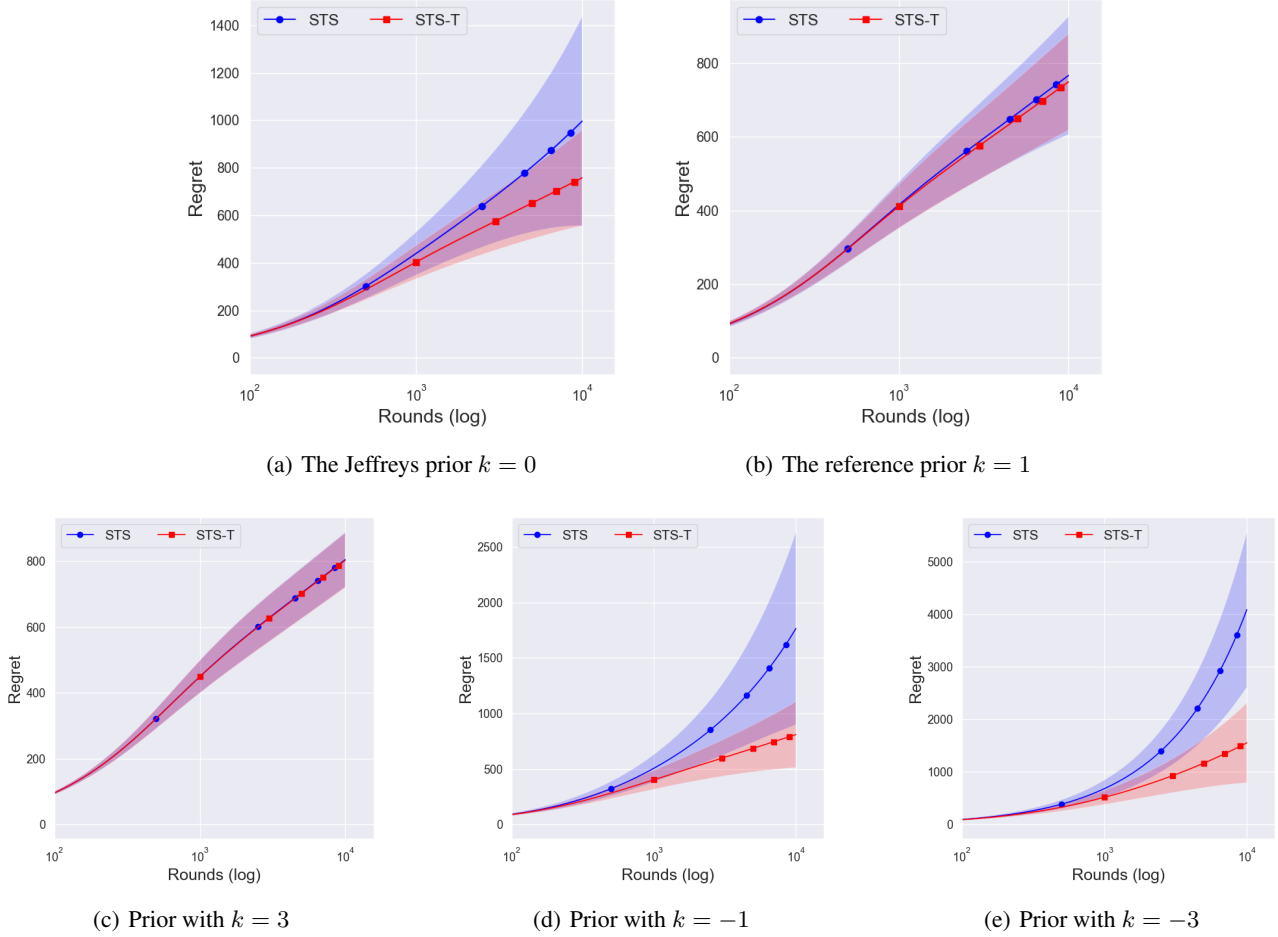 STS STS-T
1400
1200
1000
800
600
400
200
0
Regret
10² 10³ 10⁴
Rounds (log)
(a) The Jeffreys prior k = 0
STS STS-T
800
600
400
200
0
Regret
10² 10³ 10⁴
Rounds (log)
(b) The reference prior k = 1
STS STS-T
800
600
400
200
0
Regret
10² 10³ 10⁴
Rounds (log)
(c) Prior with k = 3
STS STS-T
2500
2000
1500
1000
500
0
Regret
10² 10³ 10⁴
Rounds (log)
(d) Prior with k = −1
STS STS-T
5000
4000
3000
2000
1000
0
Regret
10² 10³ 10⁴
Rounds (log)
(e) Prior with k = −3